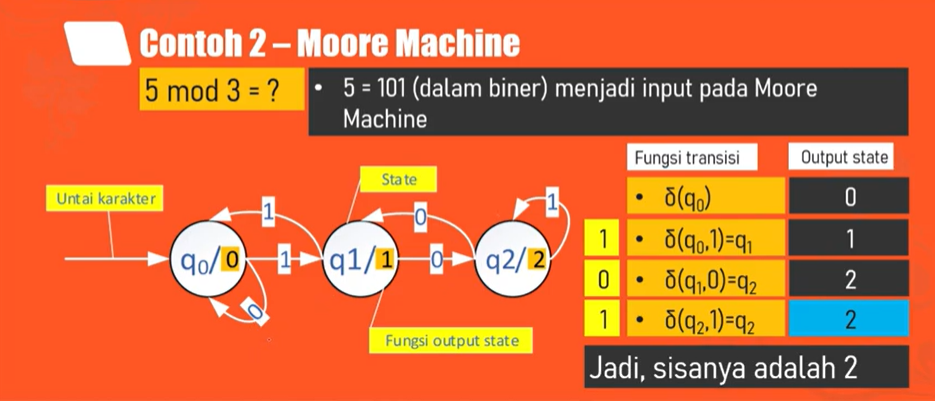 Contoh 2 – Moore Machine
5 mod 3 = ?
• 5 = 101 (dalam biner) menjadi input pada Moore
Machine
Untai karakter
State
1
0
1
q₀/0
1
q1/1
0
q2/2
0
Fungsi output state
Fungsi transisi Output state
• δ(q₀) 0
1 • δ(q₀,1)=q₁ 1
0 • δ(q₁,0)=q₂ 2
1 • δ(q₂,1)=q₂ 2
Jadi, sisanya adalah 2